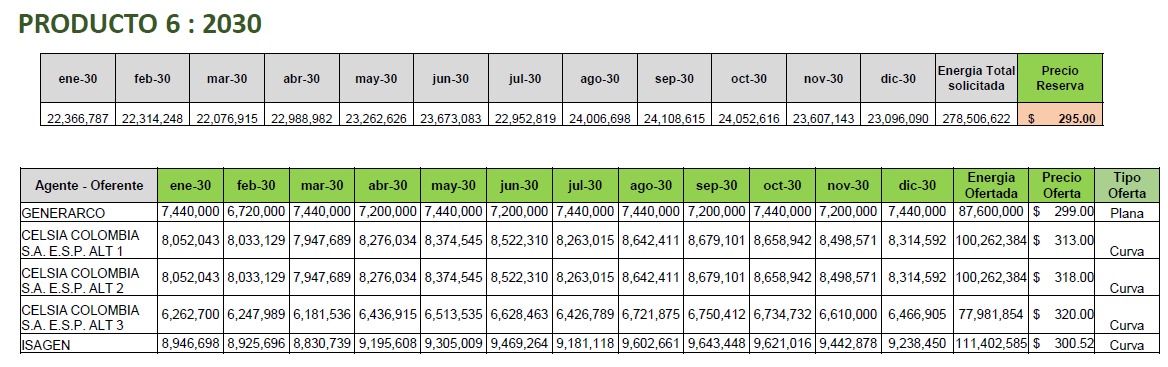 PRODUCTO 6 : 2030
ene-30 feb-30 mar-30 abr-30 may-30 jun-30 jul-30 ago-30 sep-30 oct-30 nov-30 dic-30 Energia Total solicitada Precio Reserva
22,366,787 22,314,248 22,076,915 22,988,982 23,262,626 23,673,083 22,952,819 24,006,698 24,108,615 24,052,616 23,607,143 23,096,090 278,506,622 $ 295.00
Agente - Oferente ene-30 feb-30 mar-30 abr-30 may-30 jun-30 jul-30 ago-30 sep-30 oct-30 nov-30 dic-30 Energia Ofertada Precio Oferta Tipo Oferta
GENERARCO 7,440,000 6,720,000 7,440,000 7,200,000 7,440,000 7,200,000 7,440,000 7,440,000 7,200,000 7,440,000 7,200,000 7,440,000 87,600,000 $ 299.00 Plana
CELSIA COLOMBIA S.A. E.S.P. ALT 1 8,052,043 8,033,129 7,947,689 8,276,034 8,374,545 8,522,310 8,263,015 8,642,411 8,679,101 8,658,942 8,498,571 8,314,592 100,262,384 $ 313.00 Curva
CELSIA COLOMBIA S.A. E.S.P. ALT 2 8,052,043 8,033,129 7,947,689 8,276,034 8,374,545 8,522,310 8,263,015 8,642,411 8,679,101 8,658,942 8,498,571 8,314,592 100,262,384 $ 318.00 Curva
CELSIA COLOMBIA S.A. E.S.P. ALT 3 6,262,700 6,247,989 6,181,536 6,436,915 6,513,535 6,628,463 6,426,789 6,721,875 6,750,412 6,734,732 6,610,000 6,466,905 77,981,854 $ 320.00 Curva
ISAGEN 8,946,698 8,925,696 8,830,739 9,195,608 9,305,009 9,469,264 9,181,118 9,602,661 9,643,448 9,621,016 9,442,878 9,238,450 111,402,585 $ 300.52 Curva